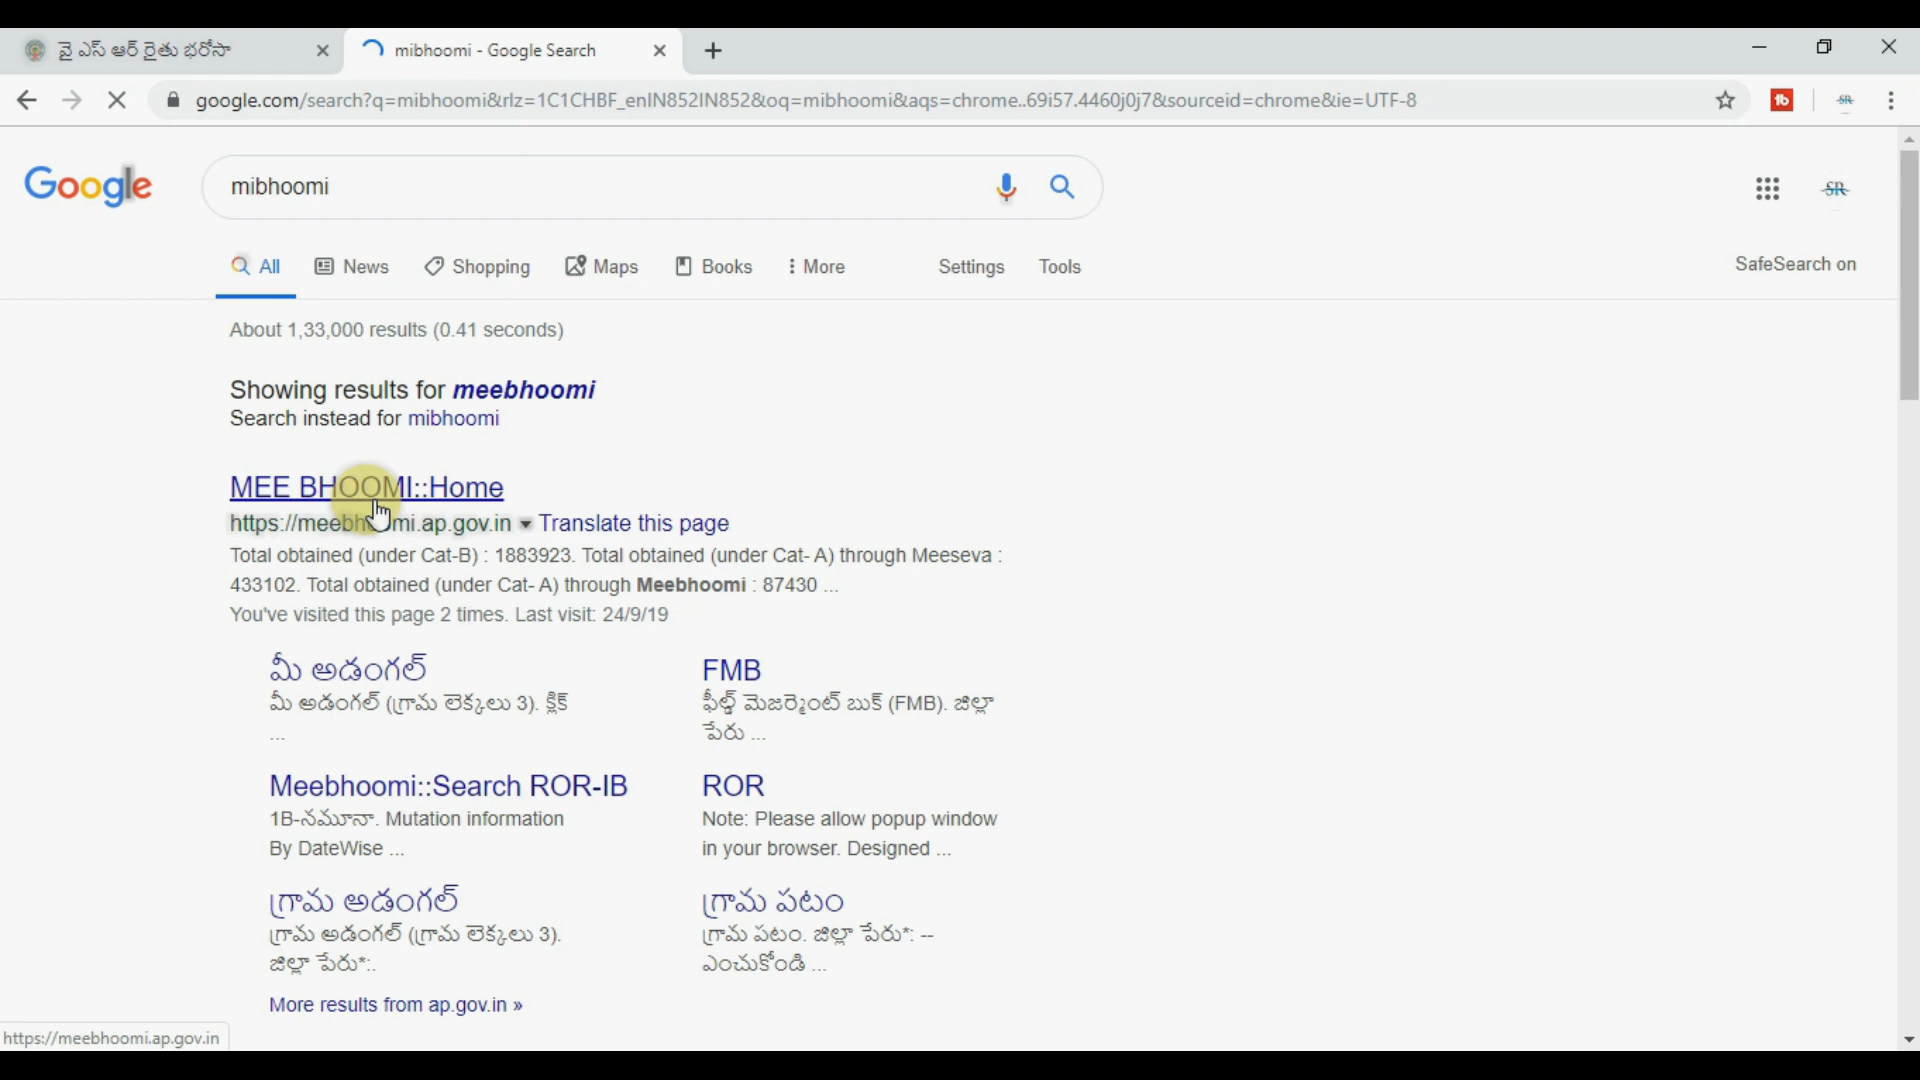 వై ఎస్ ఆర్ రైతు భరోసా
mibhoomi - Google Search
google.com/search?q=mibhoomi&rlz=1C1CHBF_enIN852IN852&oq=mibhoomi&aqs=chrome..69i57.4460j0j7&sourceid=chrome&ie=UTF-8
Google
mibhoomi
SR
All News Shopping Maps Books More Settings Tools
SafeSearch on
About 1,33,000 results (0.41 seconds)
Showing results for meebhoomi
Search instead for mibhoomi
MEE BHOOMI::Home
https://meebhoomi.ap.gov.in Translate this page
Total obtained (under Cat-B) : 1883923. Total obtained (under Cat- A) through Meeseva :
433102. Total obtained (under Cat- A) through Meebhoomi : 87430 ...
You've visited this page 2 times. Last visit: 24/9/19
మీ అడంగల్
మీ అడంగల్ (గ్రామ లెక్కలు 3). క్లిక్
...
FMB
ఫీల్డ్ మెజర్మెంట్ బుక్ (FMB). జిల్లా
పేరు ...
Meebhoomi::Search ROR-IB
1B-నమూనా. Mutation information
By DateWise ...
ROR
Note: Please allow popup window
in your browser. Designed ...
గ్రామ అడంగల్
గ్రామ అడంగల్ (గ్రామ లెక్కలు 3).
జిల్లా పేరు*:.
గ్రామ పటం
గ్రామ పటం. జిల్లా పేరు*: --
ఎంచుకోండి ...
More results from ap.gov.in »
https://meebhoomi.ap.gov.in